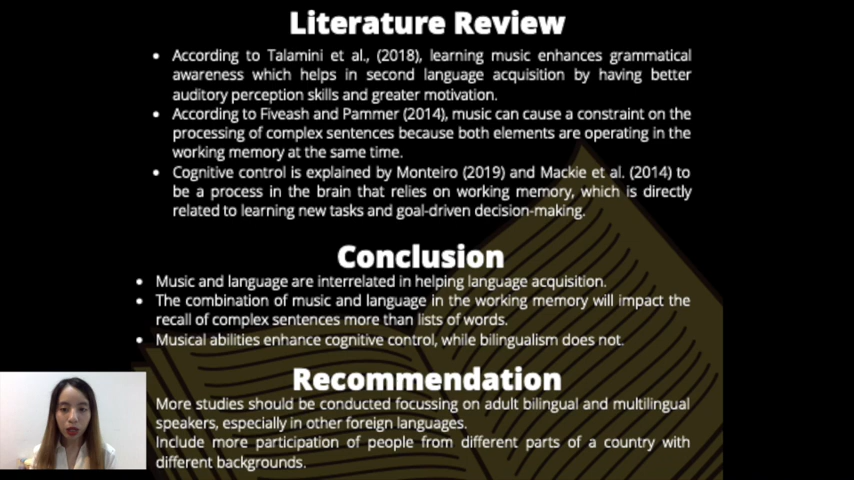 Literature Review
• According to Talamini et al., (2018), learning music enhances grammatical
awareness which helps in second language acquisition by having better
auditory perception skills and greater motivation.
• According to Fiveash and Pammer (2014), music can cause a constraint on the
processing of complex sentences because both elements are operating in the
working memory at the same time.
• Cognitive control is explained by Monteiro (2019) and Mackie et al. (2014) to
be a process in the brain that relies on working memory, which is directly
related to learning new tasks and goal-driven decision-making.
Conclusion
• Music and language are interrelated in helping language acquisition.
• The combination of music and language in the working memory will impact the
recall of complex sentences more than lists of words.
• Musical abilities enhance cognitive control, while bilingualism does not.
Recommendation
More studies should be conducted focussing on adult bilingual and multilingual
speakers, especially in other foreign languages.
Include more participation of people from different parts of a country with
different backgrounds.